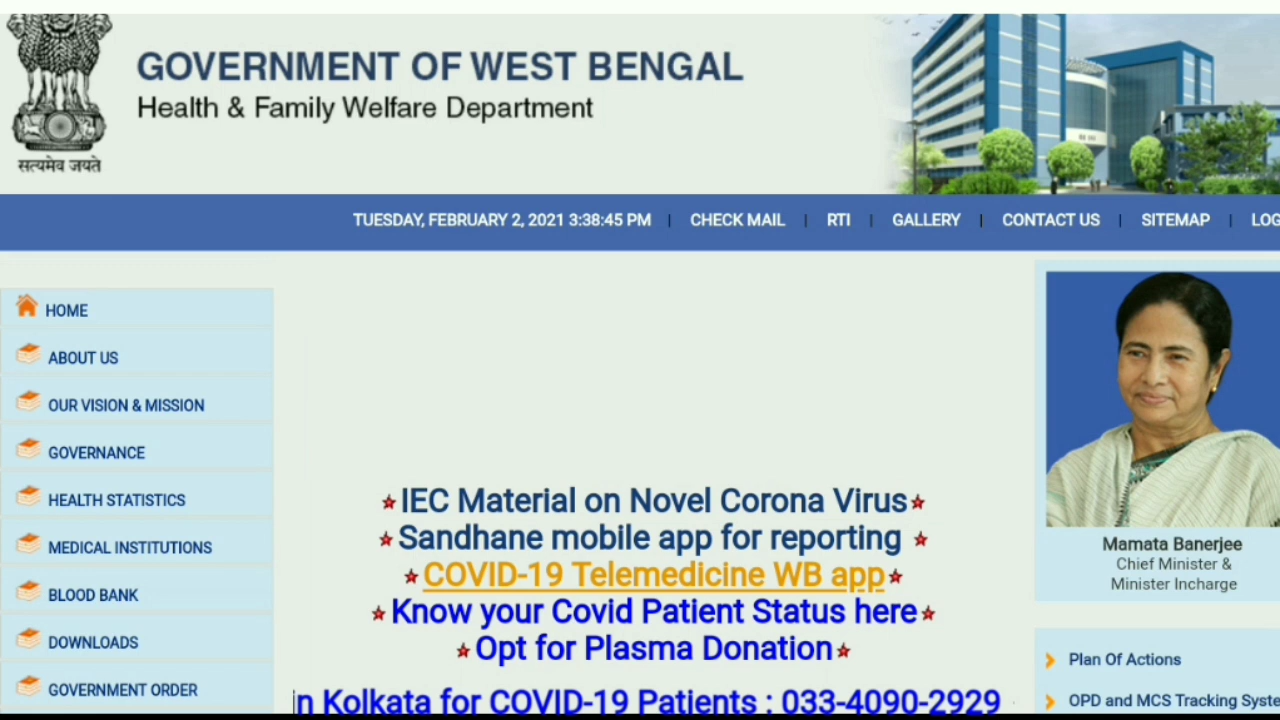 GOVERNMENT OF WEST BENGAL
Health & Family Welfare Department
सत्यमेव जयते
TUESDAY, FEBRUARY 2, 2021 3:38:45 PM | CHECK MAIL | RTI | GALLERY | CONTACT US | SITEMAP | LOG
HOME
ABOUT US
OUR VISION & MISSION
GOVERNANCE
HEALTH STATISTICS
MEDICAL INSTITUTIONS
BLOOD BANK
DOWNLOADS
GOVERNMENT ORDER
IEC Material on Novel Corona Virus
Sandhane mobile app for reporting
COVID-19 Telemedicine WB app
Know your Covid Patient Status here
Opt for Plasma Donation
n Kolkata for COVID-19 Patients : 033-4090-2929
Mamata Banerjee
Chief Minister &
Minister Incharge
Plan Of Actions
OPD and MCS Tracking Syste